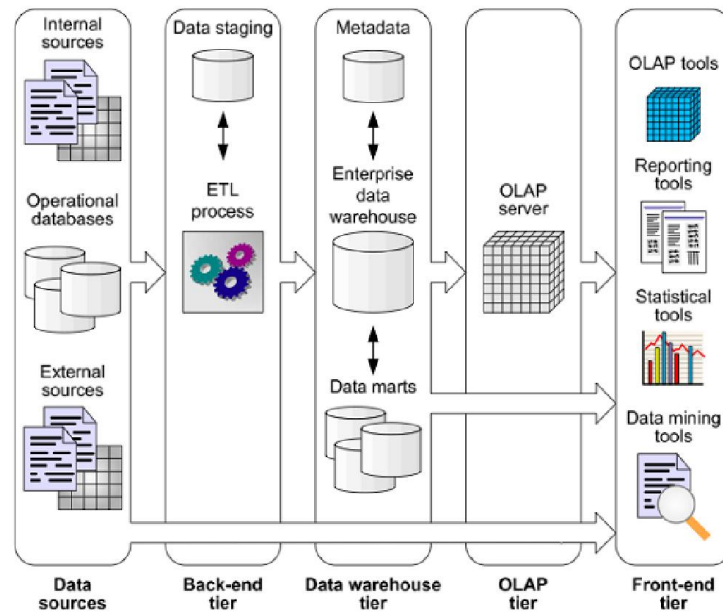 Internal
sources
Operational
databases
External
sources
Data
sources
Data staging
ETL
process
Back-end
tier
Metadata
Enterprise
data
warehouse
Data marts
Data warehouse
tier
OLAP
server
OLAP
tier
OLAP tools
Reporting
tools
Statistical
tools
Data mining
tools
Front-end
tier